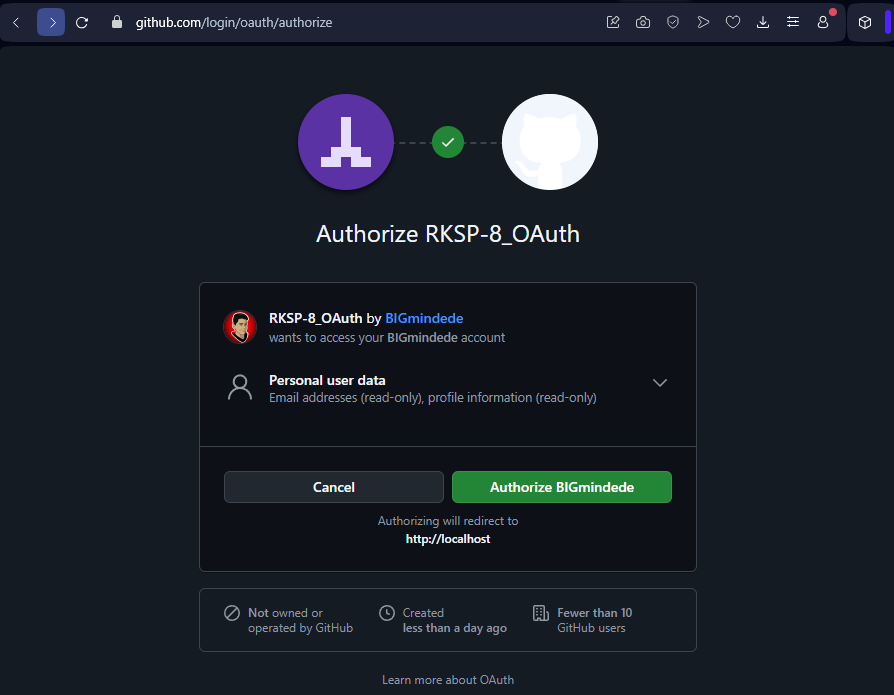 github.com/login/oauth/authorize
Authorize RKSP-8_OAuth
RKSP-8_OAuth by BIGmindede
wants to access your BIGmindede account
Personal user data
Email addresses (read-only), profile information (read-only)
Cancel
Authorize BIGmindede
Authorizing will redirect to
http://localhost
Not owned or
operated by GitHub
Created
less than a day ago
Fewer than 10
GitHub users
Learn more about OAuth